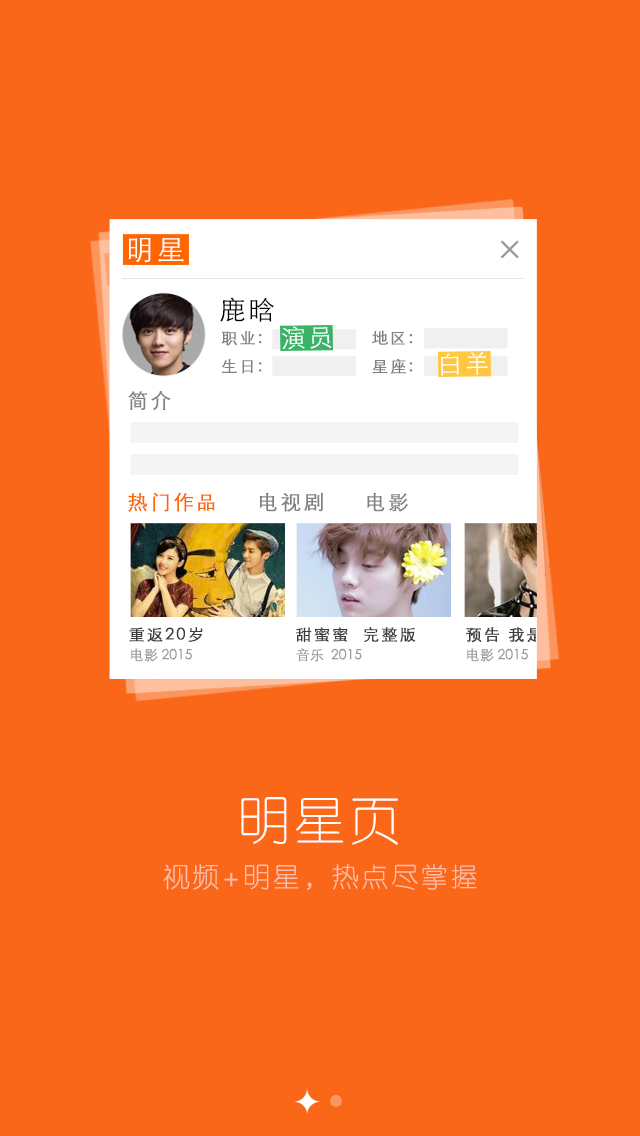 明星
鹿晗
职业： 演员 地区：
生日： 星座： 白羊
简介
热门作品 电视剧 电影
重返20岁 甜蜜蜜 完整版 预告 我是
电影 2015 音乐 2015 电影 2015
明星页
视频+明星，热点尽掌握